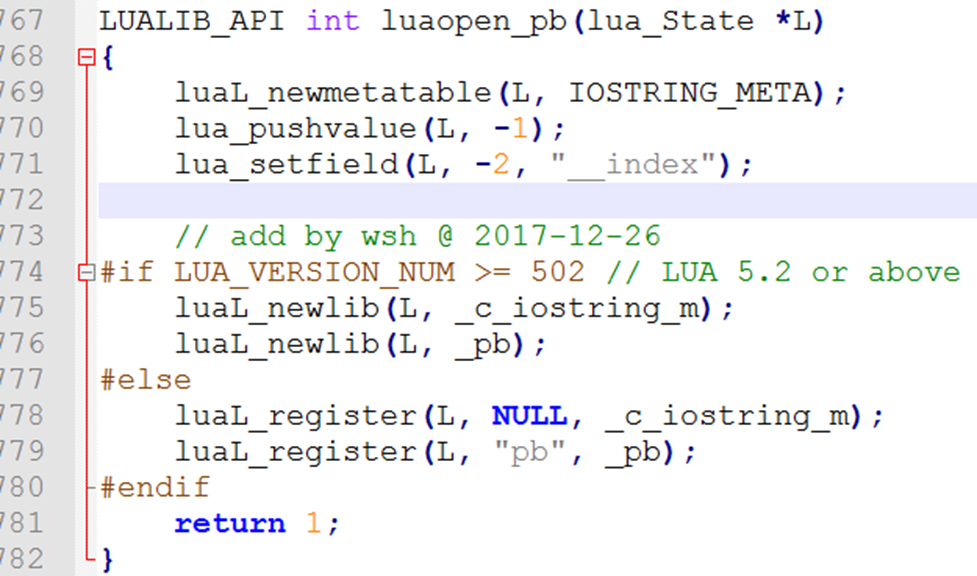 767 LUALIB_API int luaopen_pb(lua_State *L)
768 {
769 luaL_newmetatable(L, IOSTRING_META);
770 lua_pushvalue(L, -1);
771 lua_setfield(L, -2, "__index");
772
773 // add by wsh @ 2017-12-26
774 #if LUA_VERSION_NUM >= 502 // LUA 5.2 or above
775 luaL_newlib(L, _c_iostring_m);
776 luaL_newlib(L, _pb);
777 #else
778 luaL_register(L, NULL, _c_iostring_m);
779 luaL_register(L, "pb", _pb);
780 #endif
781 return 1;
782 }